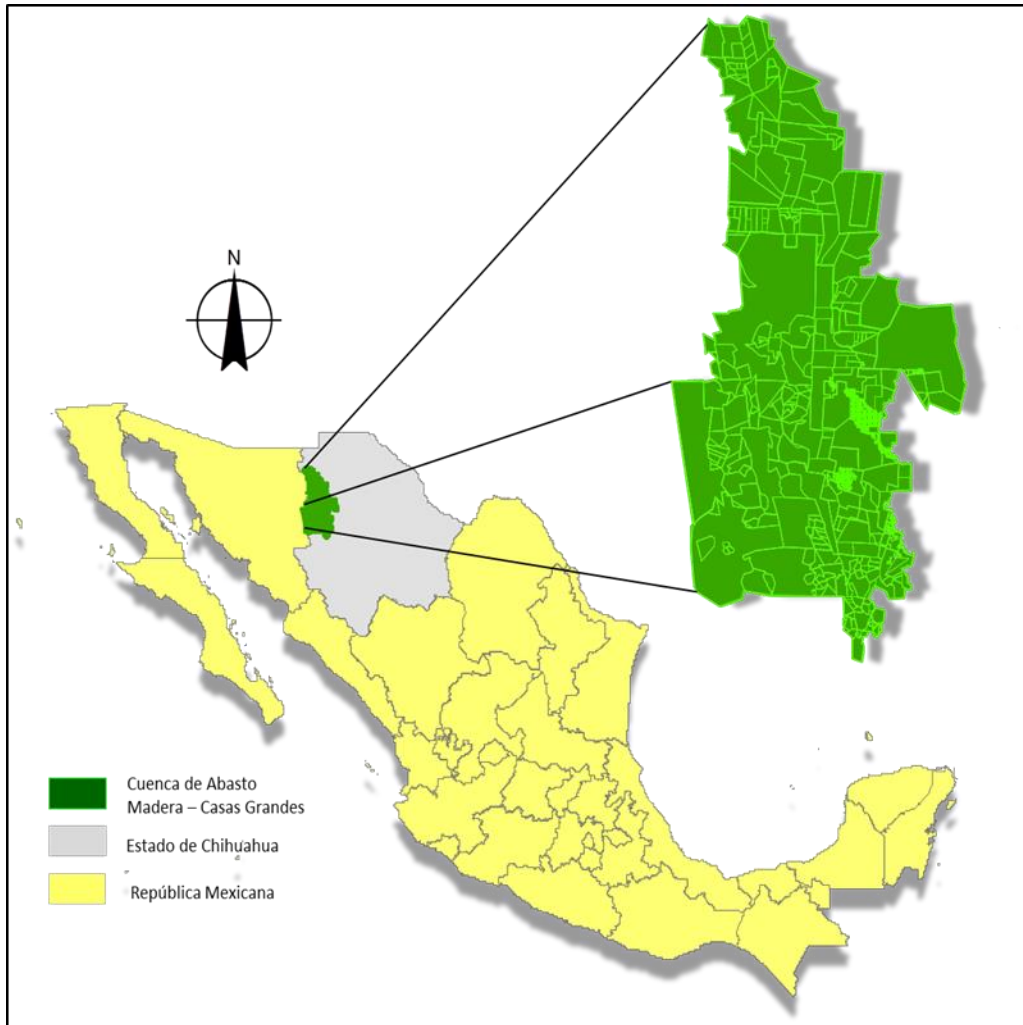 N
Cuenca de Abasto
Madera – Casas Grandes
Estado de Chihuahua
República Mexicana